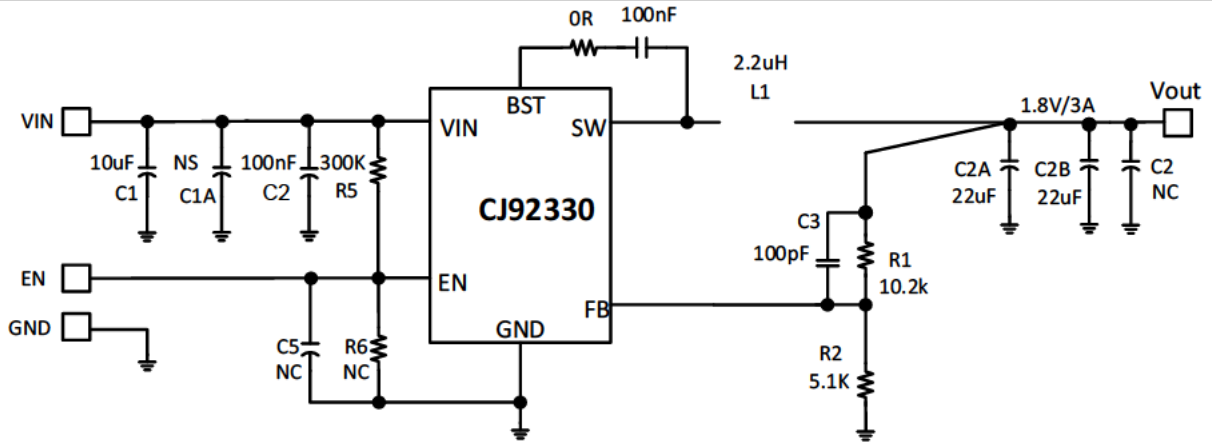 0R
100nF
2.2uH
L1
BST
VIN
VIN
SW
1.8V/3A
Vout
10uF
C1
NS
C1A
100nF
C2
300K
R5
CJ92330
C2A
22uF
C2B
22uF
C2
NC
C3
100pF
R1
10.2k
EN
EN
FB
GND
GND
C5
NC
R6
NC
R2
5.1K